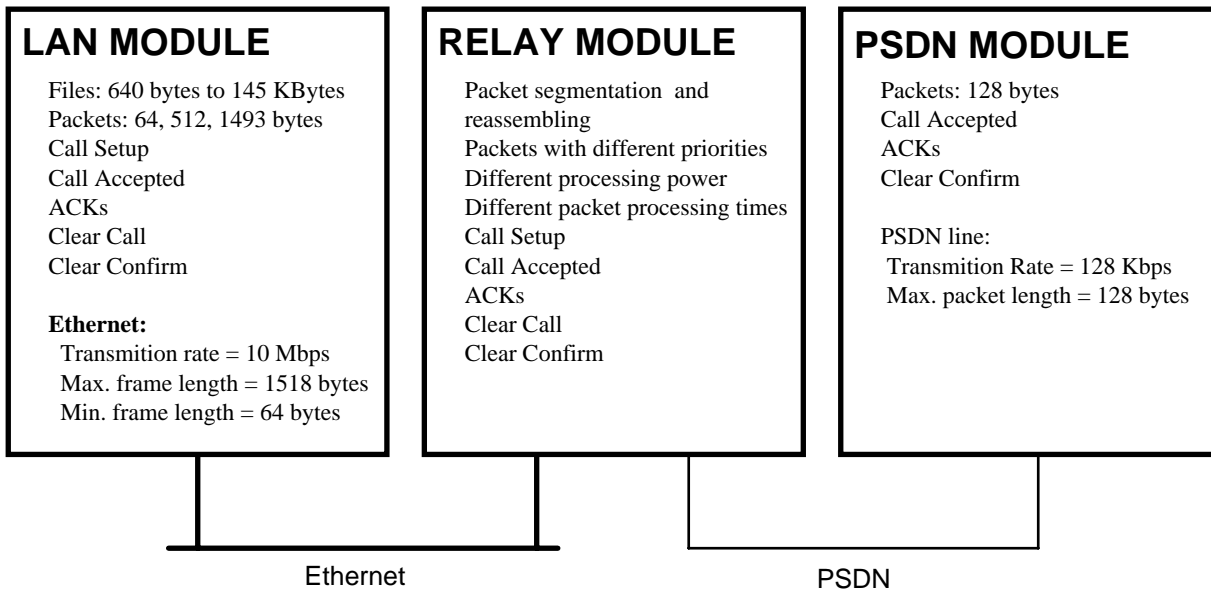 LAN MODULE
Files: 640 bytes to 145 KBytes
Packets: 64, 512, 1493 bytes
Call Setup
Call Accepted
ACKs
Clear Call
Clear Confirm
Ethernet:
Transmition rate = 10 Mbps
Max. frame length = 1518 bytes
Min. frame length = 64 bytes
RELAY MODULE
Packet segmentation and
reassembling
Packets with different priorities
Different processing power
Different packet processing times
Call Setup
Call Accepted
ACKs
Clear Call
Clear Confirm
PSDN MODULE
Packets: 128 bytes
Call Accepted
ACKs
Clear Confirm
PSDN line:
Transmition Rate = 128 Kbps
Max. packet length = 128 bytes
Ethernet
PSDN